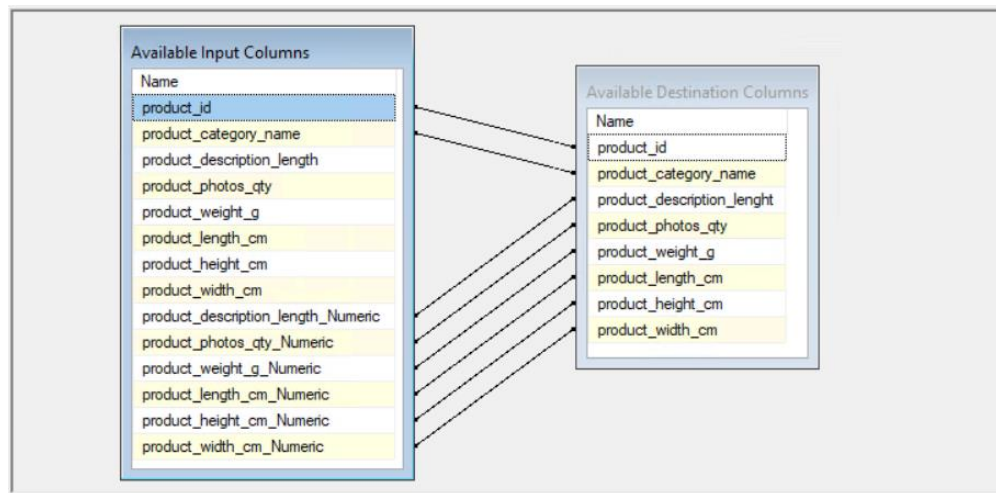 Available Input Columns
Name
product_id
product_category_name
product_description_length
product_photos_qty
product_weight_g
product_length_cm
product_height_cm
product_width_cm
product_description_length_Numeric
product_photos_qty_Numeric
product_weight_g_Numeric
product_length_cm_Numeric
product_height_cm_Numeric
product_width_cm_Numeric
Available Destination Columns
Name
product_id
product_category_name
product_description_lenght
product_photos_qty
product_weight_g
product_length_cm
product_height_cm
product_width_cm